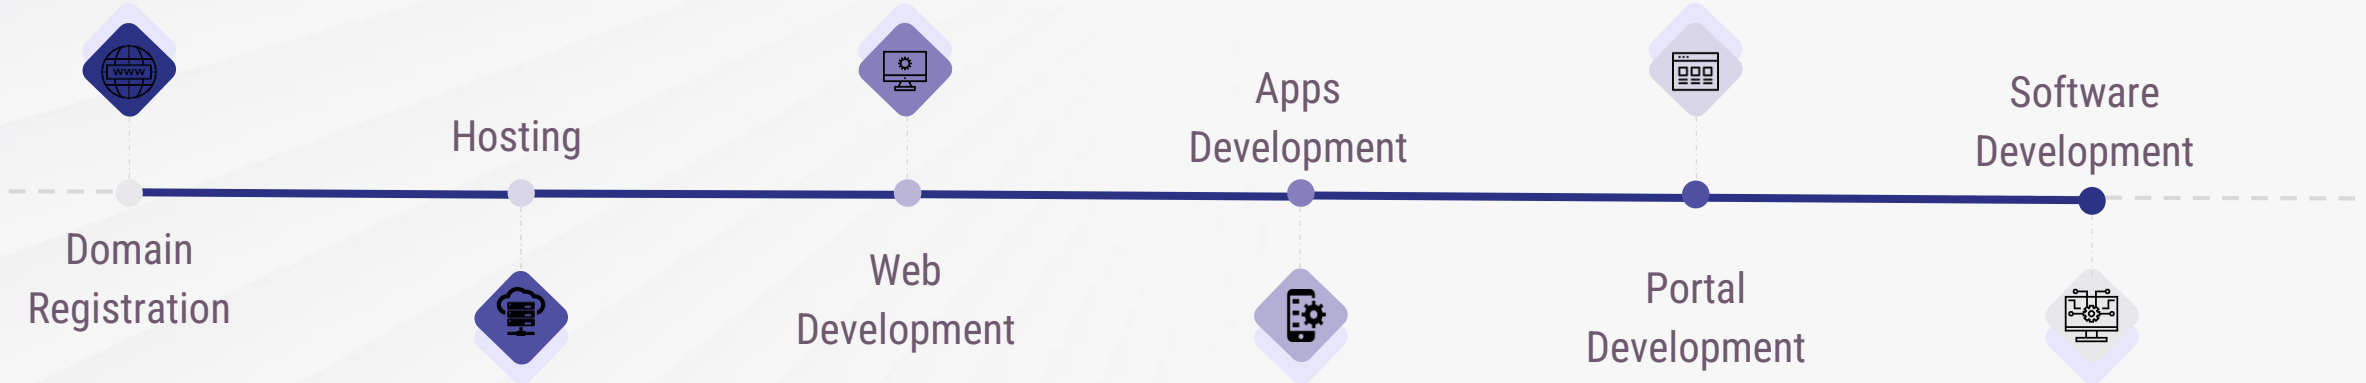 www
Domain
Registration
Hosting
Web
Development
Apps
Development
Portal
Development
Software
Development